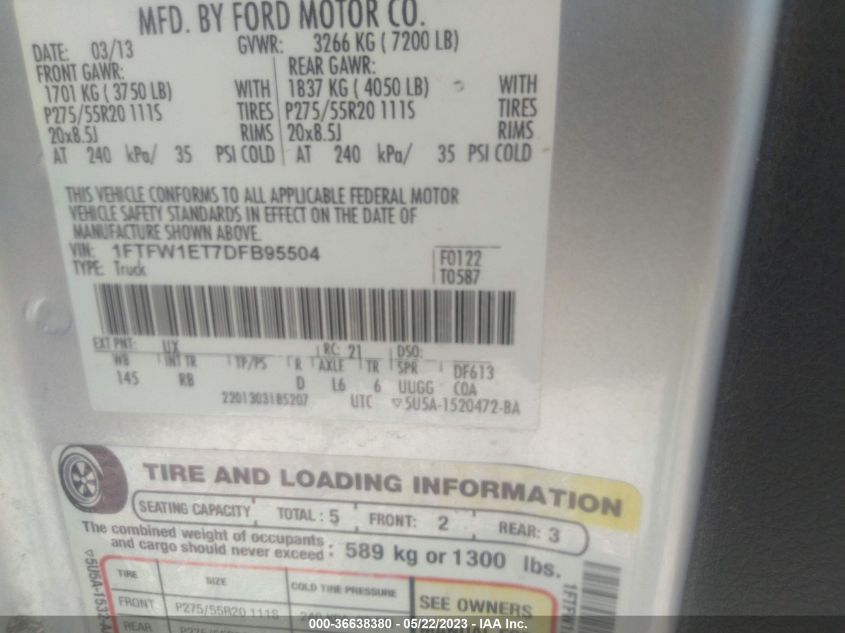 MFD. BY FORD MOTOR CO.
DATE: 03/13 GVWR: 3266 KG ( 7200 LB)
FRONT GAWR: REAR GAWR:
1701 KG ( 3750 LB) WITH 1837 KG ( 4050 LB) WITH
P275/55R20 111S TIRES P275/55R20 111S TIRES
20x8.5J RIMS 20x8.5J RIMS
AT 240 kPa/ 35 PSI COLD AT 240 kPa/ 35 PSI COLD
THIS VEHICLE CONFORMS TO ALL APPLICABLE FEDERAL MOTOR
VEHICLE SAFETY STANDARDS IN EFFECT ON THE DATE OF
MANUFACTURE SHOWN ABOVE.
VIN: 1FTFW1ET7DFB95504 F0122
TYPE: Truck T0587
EXT PNT: UX RC: 21 DSO:
WB INT TR TP/PS R AXLE TR SPR DF613
145 RB D L6 6 UUGG COA
2201303185207 UTC ▽5U5A-1520472-BA
TIRE AND LOADING INFORMATION
SEATING CAPACITY TOTAL : 5 FRONT: 2 REAR: 3
The combined weight of occupants
and cargo should never exceed : 589 kg or 1300 lbs.
TIRE SIZE COLD TIRE PRESSURE SEE OWNERS
FRONT P275/55R20 111S
REAR
▽5U5A-1532-A
1FTFW1
000-36638380 - 05/22/2023 - IAA Inc.